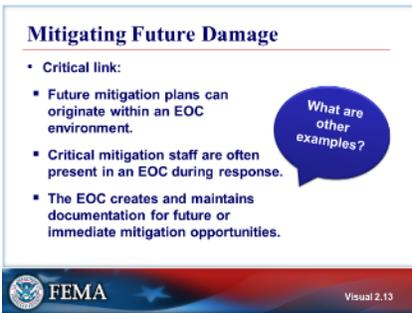 Mitigating Future Damage
• Critical link:
▪ Future mitigation plans can
originate within an EOC
environment.
▪ Critical mitigation staff are often
present in an EOC during response.
▪ The EOC creates and maintains
documentation for future or
immediate mitigation opportunities.
What are
other
examples?
FEMA
Visual 2.13